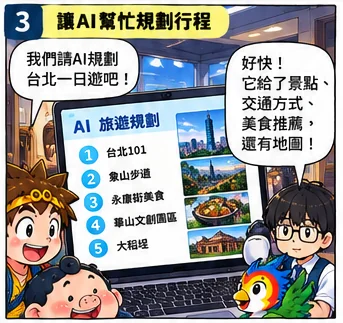 3 讓AI幫忙規劃行程
我們請AI規劃
台北一日遊吧！
好快！
它給了景點、
交通方式、
美食推薦，
還有地圖！
AI 旅遊規劃
1 台北101
2 象山步道
3 永康街美食
4 華山文創園區
5 大稻埕